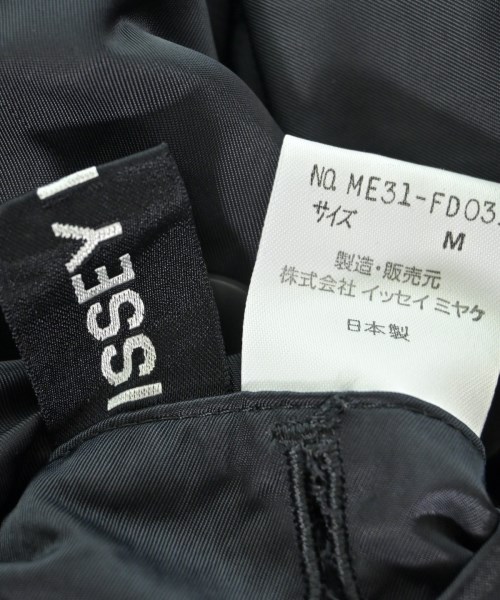 ISSEY
NO. ME31-FD03
サイズ
M
製造・販売元
株式会社 イッセイ ミヤケ
日本製